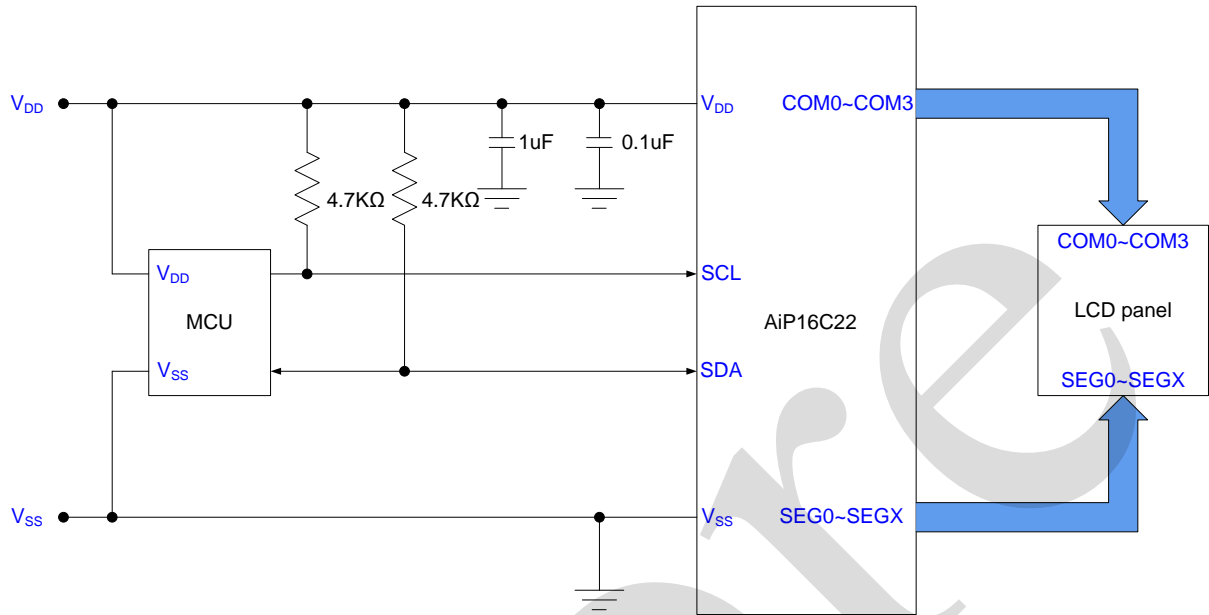 VDD
VDD
COM0~COM3
1uF
0.1uF
4.7KΩ
4.7KΩ
COM0~COM3
VDD
SCL
MCU
AiP16C22
LCD panel
VSS
SDA
SEG0~SEGX
VSS
VSS
SEG0~SEGX
re